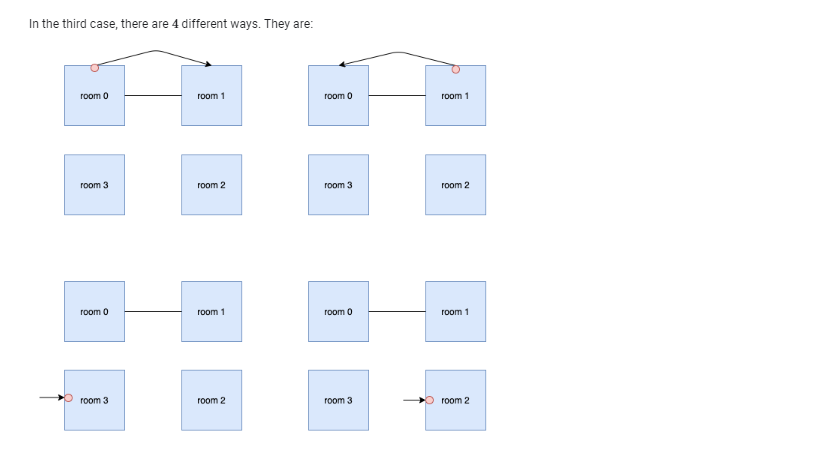 In the third case, there are 4 different ways. They are:
room 0 room 1 room 0 room 1
room 3 room 2 room 3 room 2
room 0 room 1 room 0 room 1
room 3 room 2 room 3 room 2